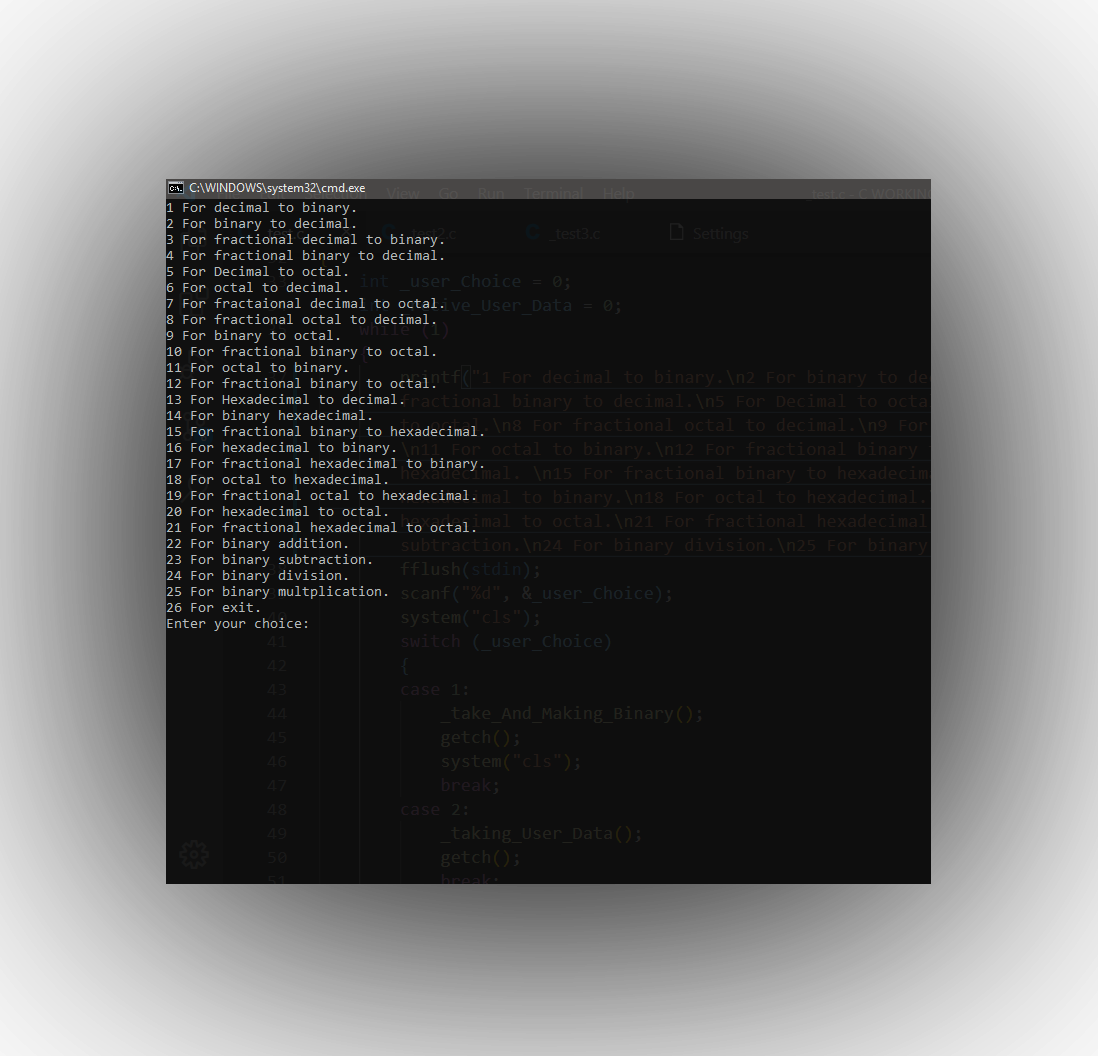 C:\WINDOWS\system32\cmd.exe
View Go Run Terminal Help _test.c - C WORKIN
1 For decimal to binary.
2 For binary to decimal.
3 For fractional decimal to binary.
4 For fractional binary to decimal.
5 For Decimal to octal.
6 For octal to decimal.
7 For fractaional decimal to octal.
8 For fractional octal to decimal.
9 For binary to octal.
10 For fractional binary to octal.
11 For octal to binary.
12 For fractional binary to octal.
13 For Hexadecimal to decimal.
14 For binary hexadecimal.
15 For fractional binary to hexadecimal.
16 For hexadecimal to binary.
17 For fractional hexadecimal to binary.
18 For octal to hexadecimal.
19 For fractional octal to hexadecimal.
20 For hexadecimal to octal.
21 For fractional hexadecimal to octal.
22 For binary addition.
23 For binary subtraction.
24 For binary division.
25 For binary multplication.
26 For exit.
Enter your choice:
_test3.c
Settings
int _user_Choice = 0;
_User_Data = 0;
while (1)
printf("1 For decimal to binary.\n2 For binary to de
fractional binary to decimal.\n5 For Decimal to octa
to octal.\n8 For fractional octal to decimal.\n9 For
\n11 For octal to binary.\n12 For fractional binary
hexadecimal. \n15 For fractional binary to hexadecim
to binary.\n18 For octal to hexadecimal.
hexadecimal to octal.\n21 For fractional hexadecimal
subtraction.\n24 For binary division.\n25 For binary
fflush(stdin);
scanf("%d", &_user_Choice);
40 system("cls");
41 switch (_user_Choice)
42 {
43 case 1:
44 _take_And_Making_Binary();
45 getch();
46 system("cls");
47 break;
48 case 2:
49 _taking_User_Data();
50 getch();
51 break;